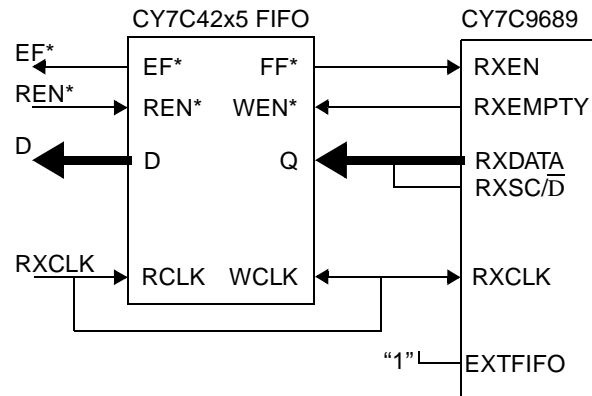 CY7C42x5 FIFO CY7C9689
EF* EF* FF* RXEN
REN* REN* WEN* RXEMPTY
D D Q RXDATA
RXSC/D̅
RXCLK RCLK WCLK RXCLK
“1” EXTFIFO